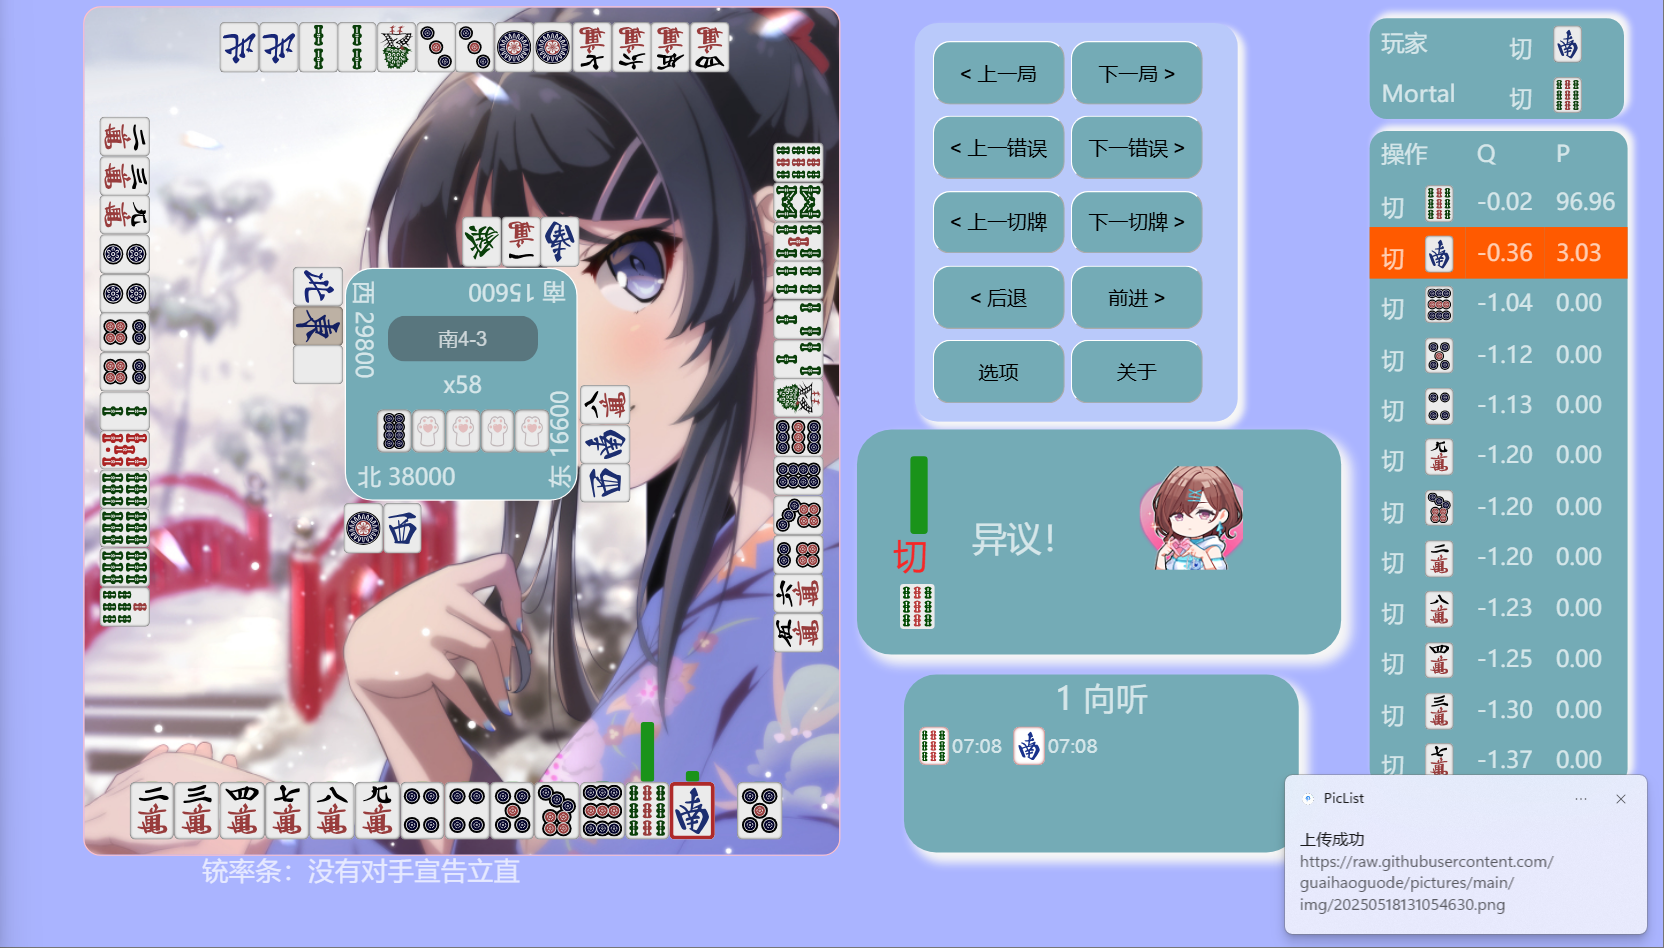 南 15600
西 29800
南4-3
x58
东 16600
北 38000
铳率条：没有对手宣告立直
< 上一局
下一局 >
< 上一错误
下一错误 >
< 上一切牌
下一切牌 >
< 后退
前进 >
选项
关于
切
异议！
1 向听
07:08 07:08
玩家 切
Mortal 切
操作 Q P
切 -0.02 96.96
切 -0.36 3.03
切 -1.04 0.00
切 -1.12 0.00
切 -1.13 0.00
切 -1.20 0.00
切 -1.20 0.00
切 -1.20 0.00
切 -1.23 0.00
切 -1.25 0.00
切 -1.30 0.00
切 -1.37 0.00
PicList
上传成功
https://raw.githubusercontent.com/
guaihaoguode/pictures/main/
img/20250518131054630.png